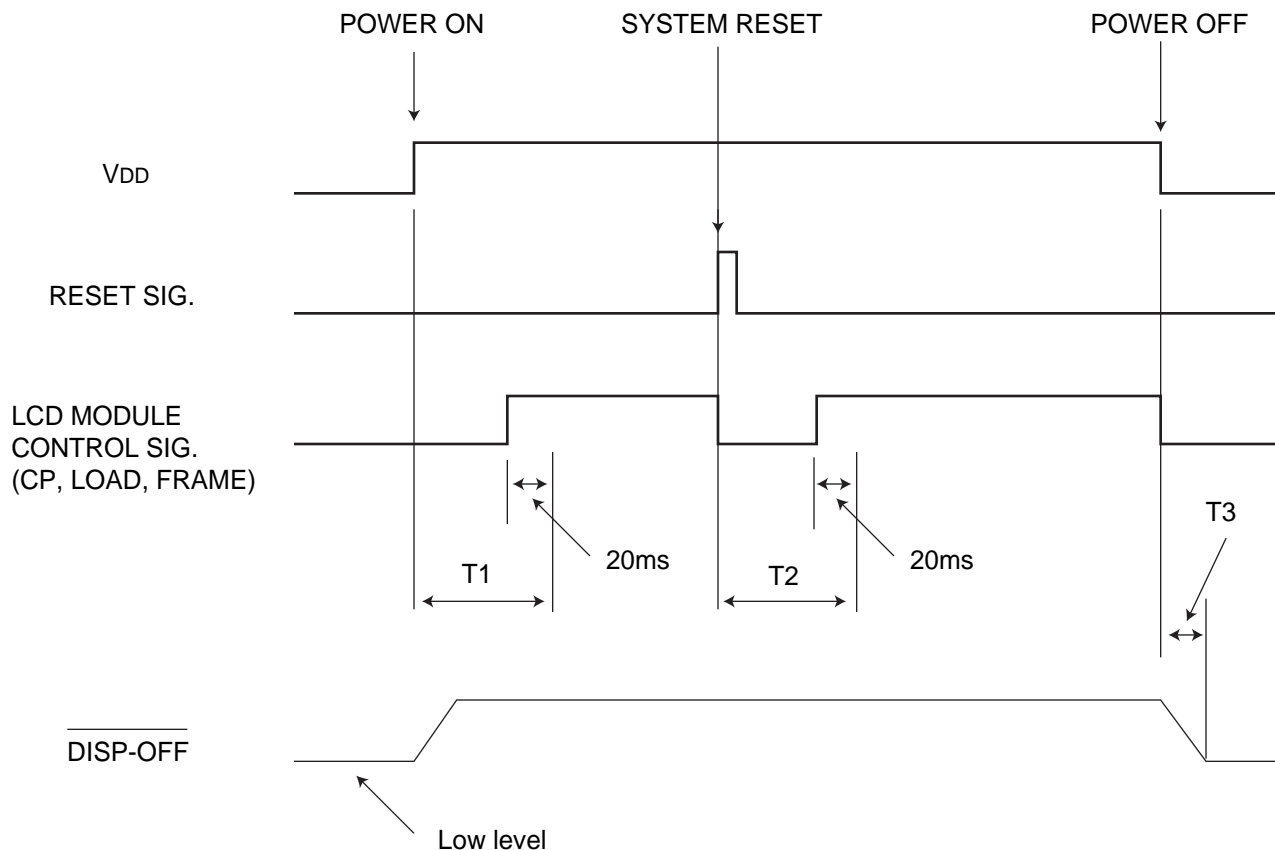 POWER ON
SYSTEM RESET
POWER OFF
VDD
RESET SIG.
LCD MODULE
CONTROL SIG.
(CP, LOAD, FRAME)
T3
20ms
20ms
T1
T2
DISP-OFF
Low level